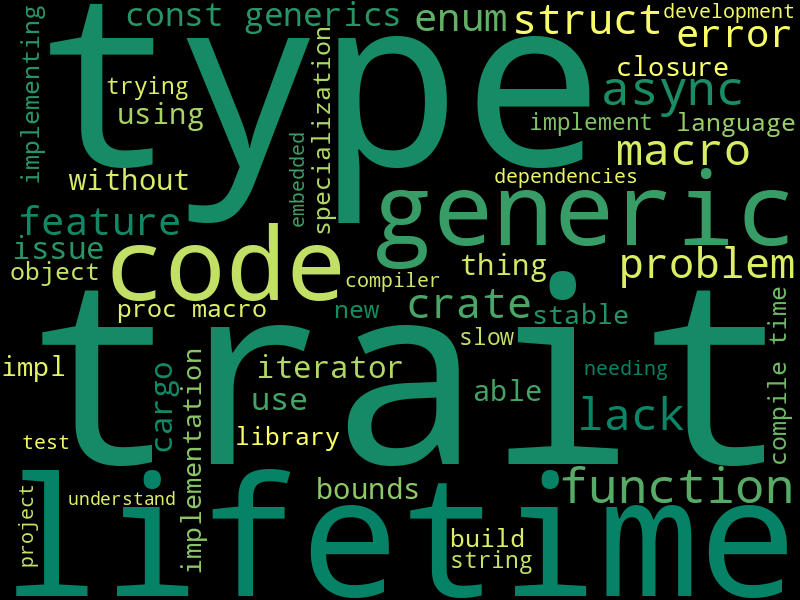 implementing
const generics
enum
struct
development
error
type
trying
using
specialization
closure
async
implement
language
macro
without
embedded
dependencies
feature
generic
issue
object
code
compiler
thing
problem
proc macro
new
crate
stable
trait
slow
impl
cargo
iterator
use
able
needing
compile time
lack
test
implementation
library
lifetime
project
understand
bounds
function
build
string